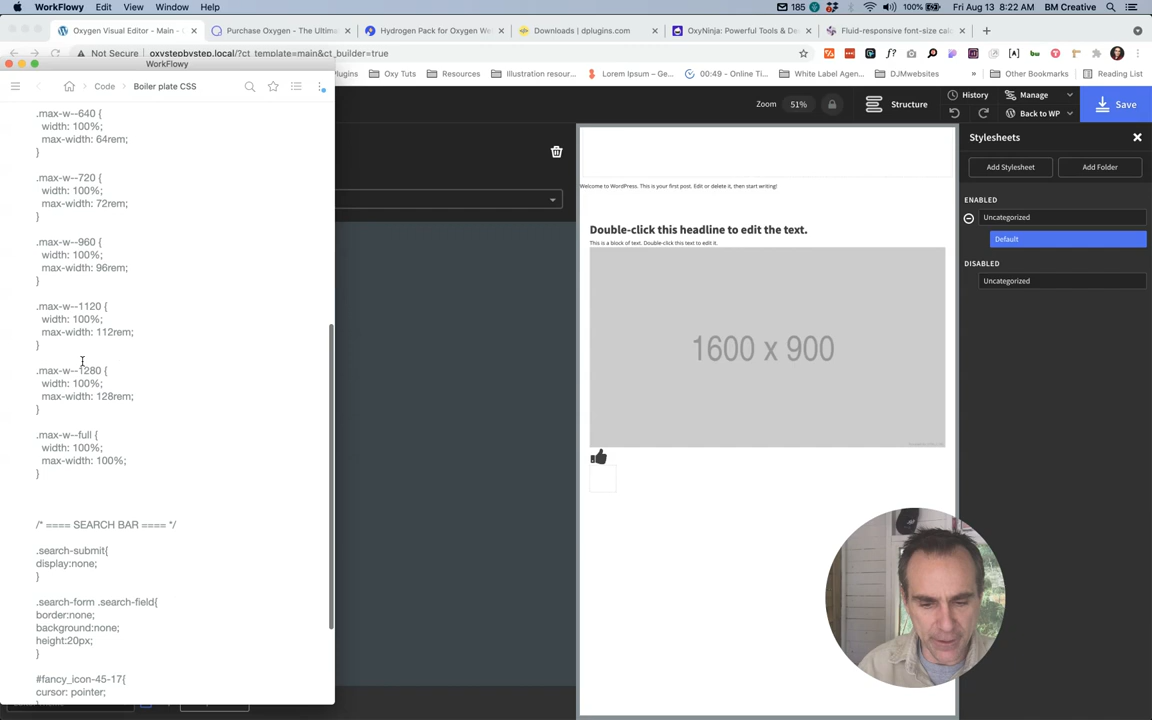 WorkFlowy Edit View Window Help 185 100% Fri Aug 13 8:22 AM BM Creative
Oxygen Visual Editor - Main - Purchase Oxygen - The Ultima Hydrogen Pack for Oxygen We Downloads | dplugins.com OxyNinja: Powerful Tools & De Fluid-responsive font-size calc
Not Secure oxystepbystep.local/?ct_template=main&ct_builder=true
WorkFlowy
Plugins Oxy Tuts Resources Illustration resour... Lorem Ipsum – Ge... 00:49 - Online Ti... White Label Agen... DJMwebsites » Other Bookmarks Reading List
Code Boiler plate CSS
Zoom 51% Structure History Manage Back to WP Save
.max-w--640 {
width: 100%;
max-width: 64rem;
}
.max-w--720 {
width: 100%;
max-width: 72rem;
}
.max-w--960 {
width: 100%;
max-width: 96rem;
}
.max-w--1120 {
width: 100%;
max-width: 112rem;
}
.max-w--1280 {
width: 100%;
max-width: 128rem;
}
.max-w--full {
width: 100%;
max-width: 100%;
}
/* ==== SEARCH BAR ==== */
.search-submit{
display:none;
}
.search-form .search-field{
border:none;
background:none;
height:20px;
}
#fancy_icon-45-17{
cursor: pointer;
Welcome to WordPress. This is your first post. Edit or delete it, then start writing!
Double-click this headline to edit the text.
This is a block of text. Double-click this text to edit it.
1600 x 900
Stylesheets
Add Stylesheet Add Folder
ENABLED
Uncategorized
Default
DISABLED
Uncategorized